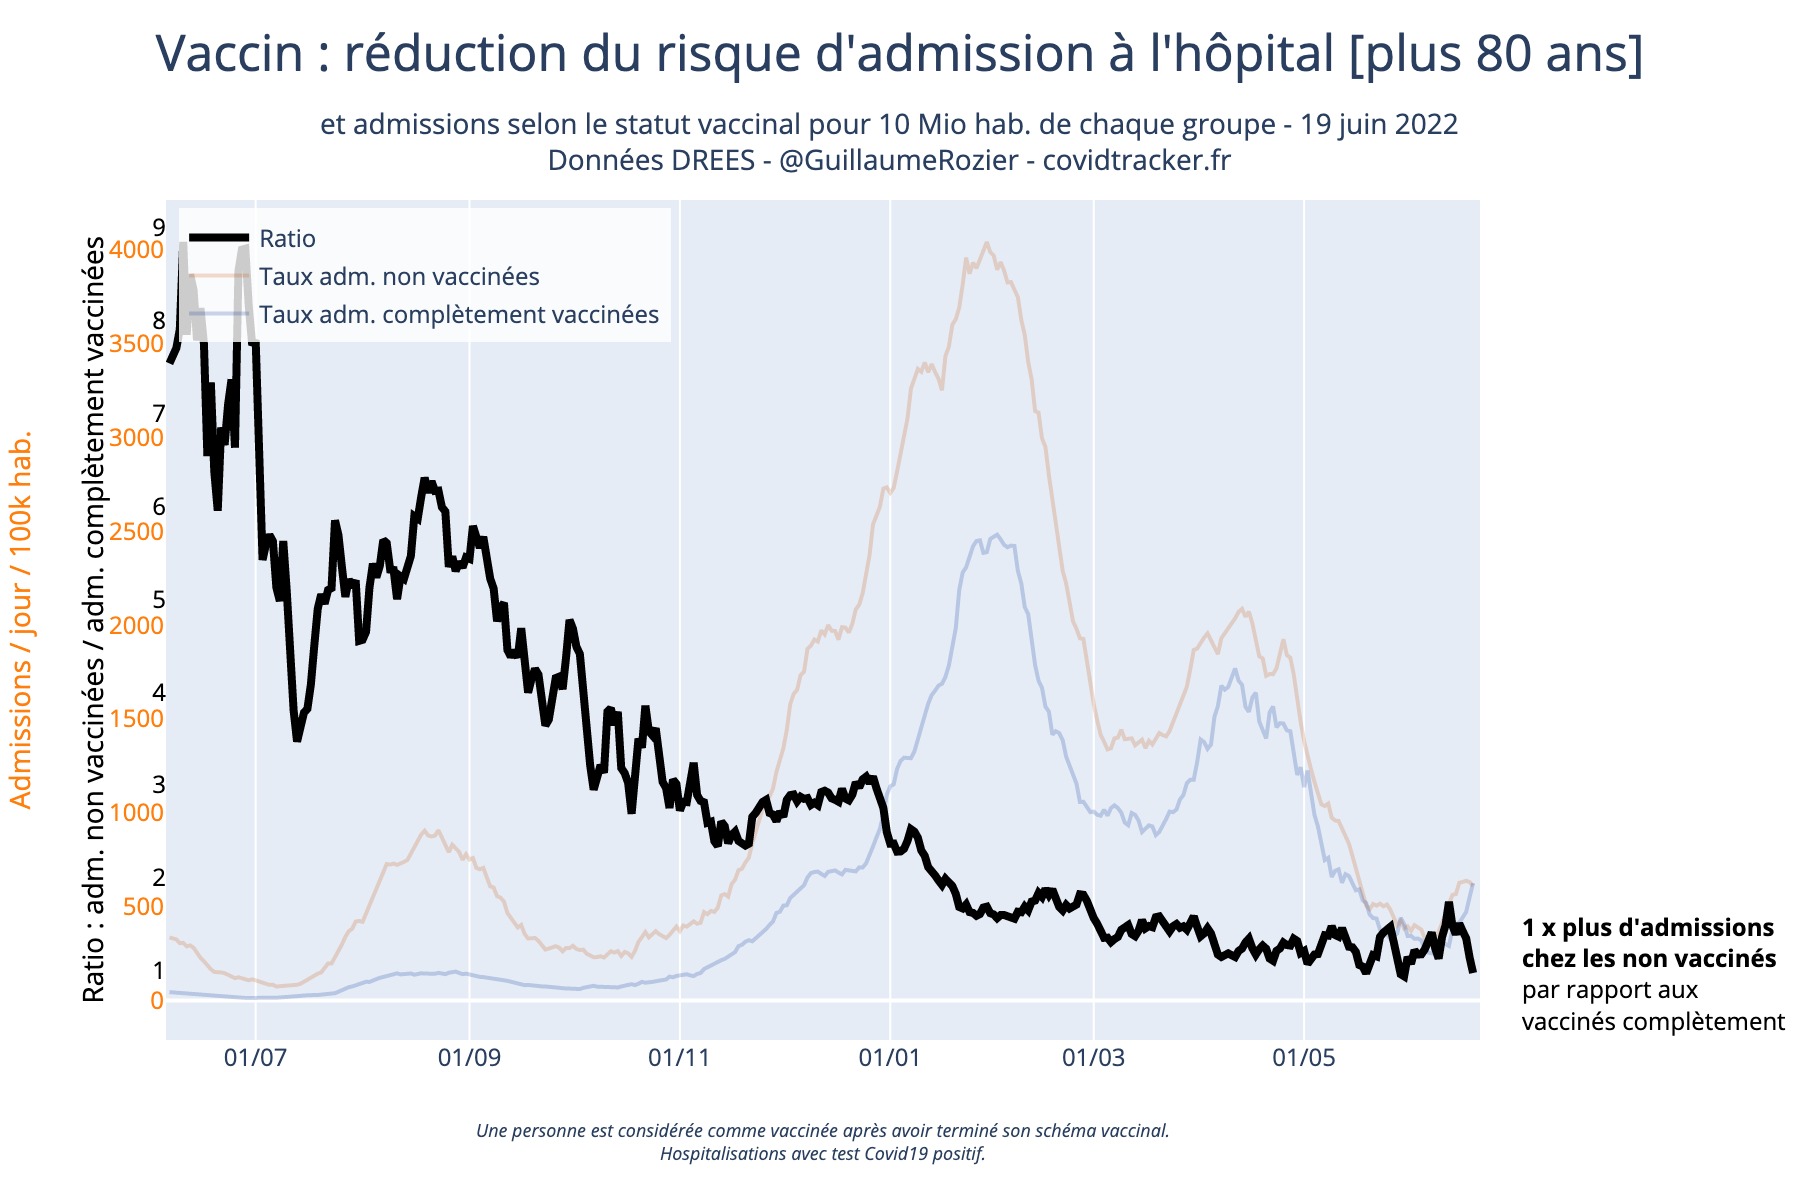 Vaccin : réduction du risque d'admission à l'hôpital [plus 80 ans]
et admissions selon le statut vaccinal pour 10 Mio hab. de chaque groupe - 19 juin 2022
Données DREES - @GuillaumeRozier - covidtracker.fr
Admissions / jour / 100k hab.
Ratio : adm. non vaccinées / adm. complètement vaccinées
9
4000
8
3500
7
3000
6
2500
5
2000
4
1500
3
1000
2
500
1
0
Ratio
Taux adm. non vaccinées
Taux adm. complètement vaccinées
01/07
01/09
01/11
01/01
01/03
01/05
1 x plus d'admissions
chez les non vaccinés
par rapport aux
vaccinés complètement
Une personne est considérée comme vaccinée après avoir terminé son schéma vaccinal.
Hospitalisations avec test Covid19 positif.